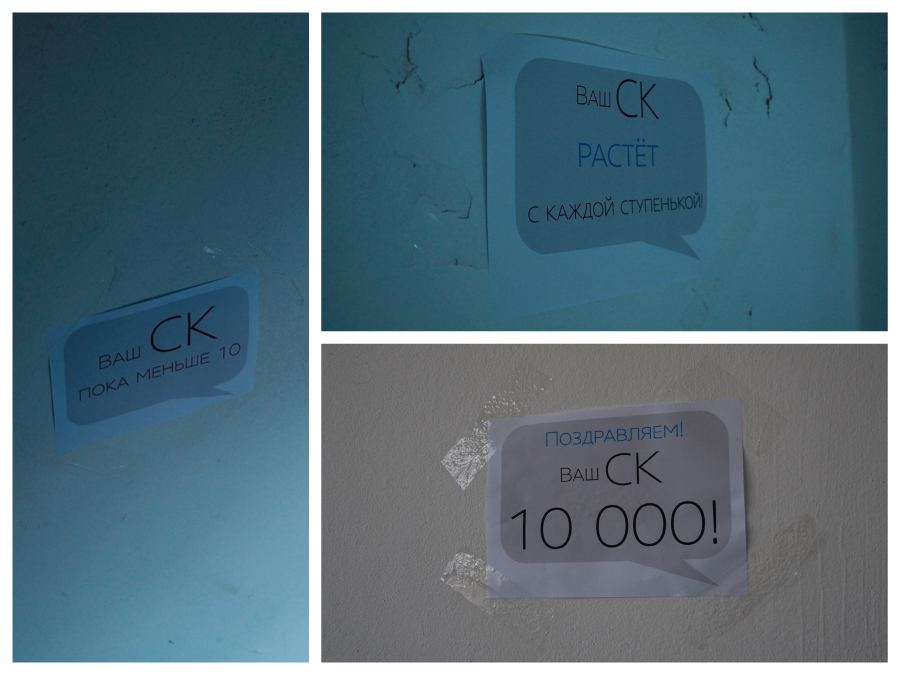 Ваш СК
пока меньше 10
Ваш СК
растёт
с каждой ступенькой!
Поздравляем!
ваш СК
10 000!